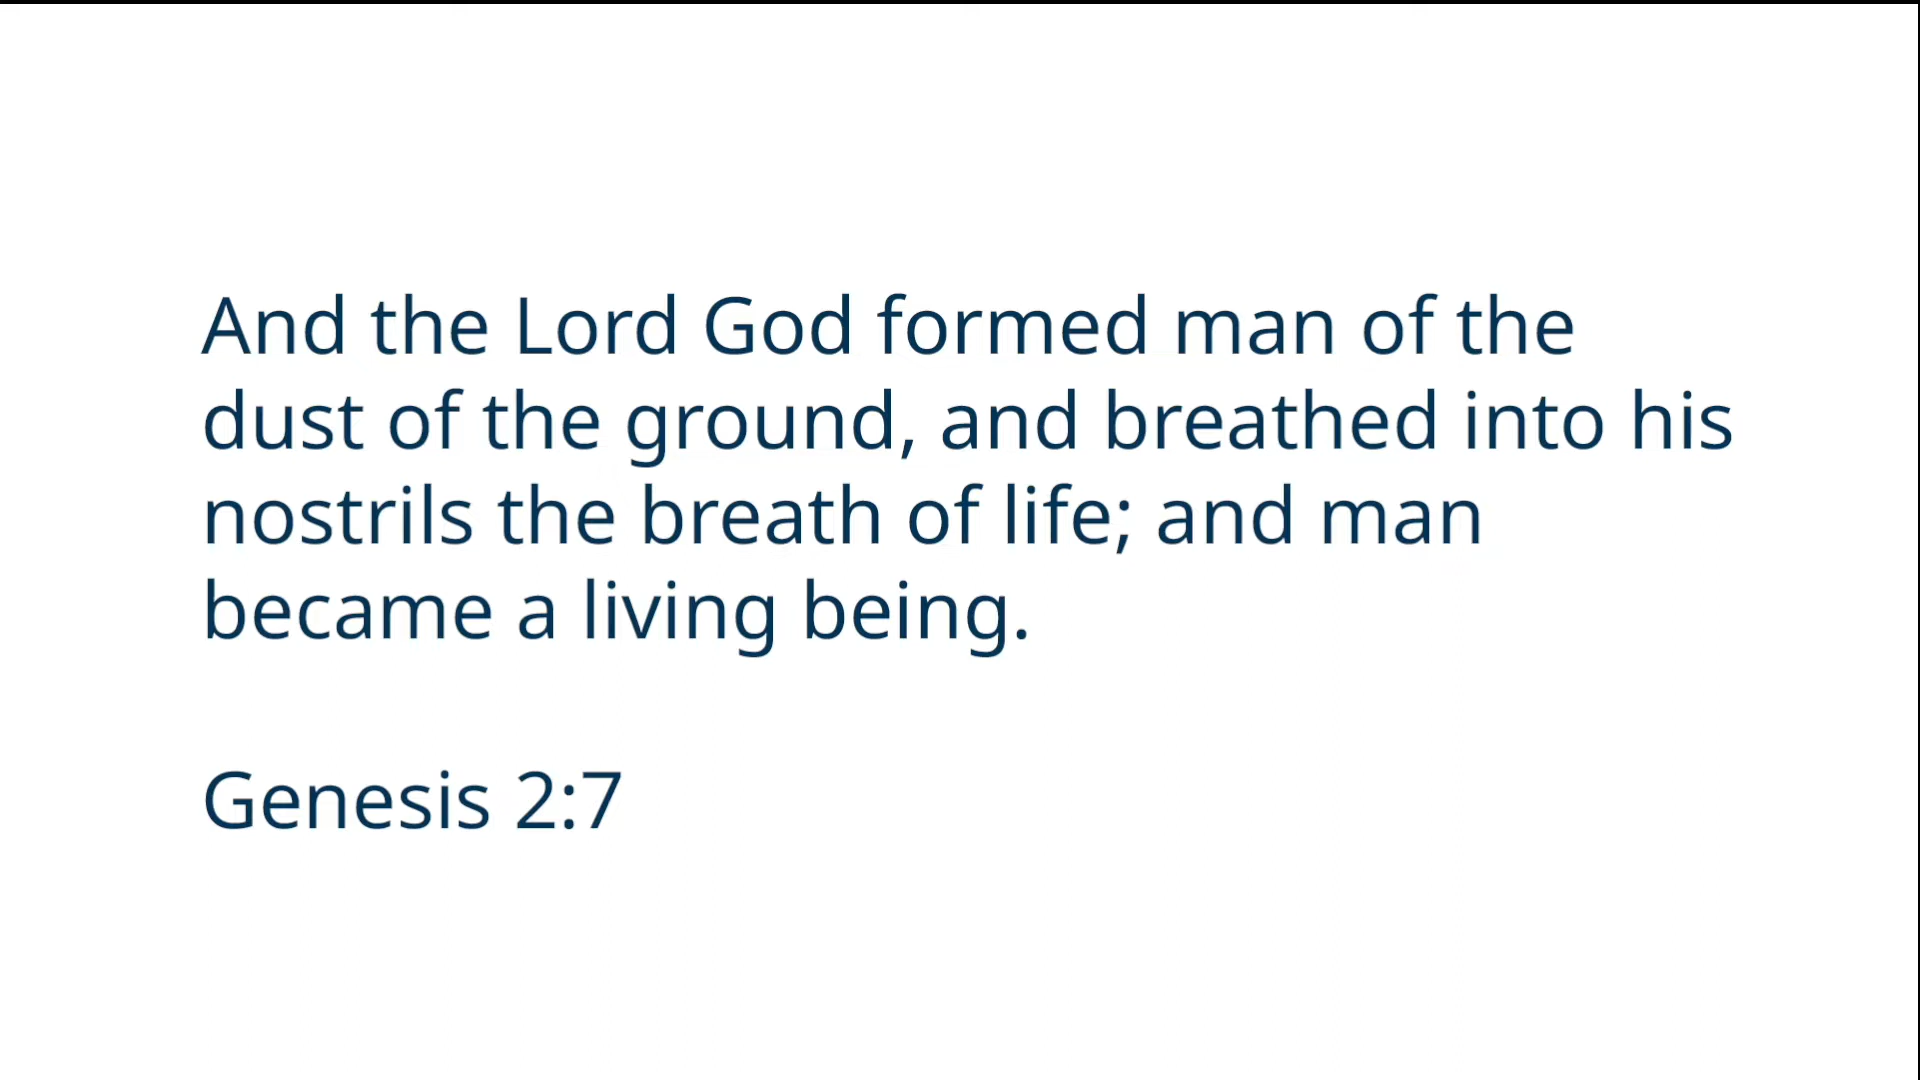 And the Lord God formed man of the
dust of the ground, and breathed into his
nostrils the breath of life; and man
became a living being.
Genesis 2:7